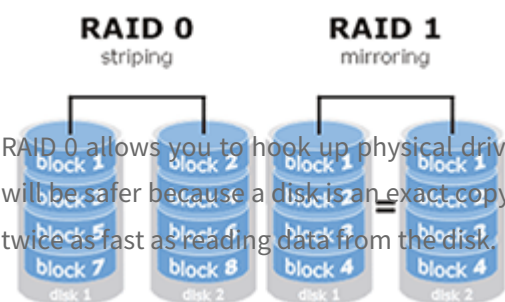 RAID 0 RAID 1
striping mirroring
RAID 0 allows you to hook up physical driv
block 1 block 2 block 1 block 1
will be safer because a disk is an exact copy
=
twice as fast as reading data from the disk.
block 7 block 8 block 4 block 4
disk 1 disk 2 disk 1 disk 2